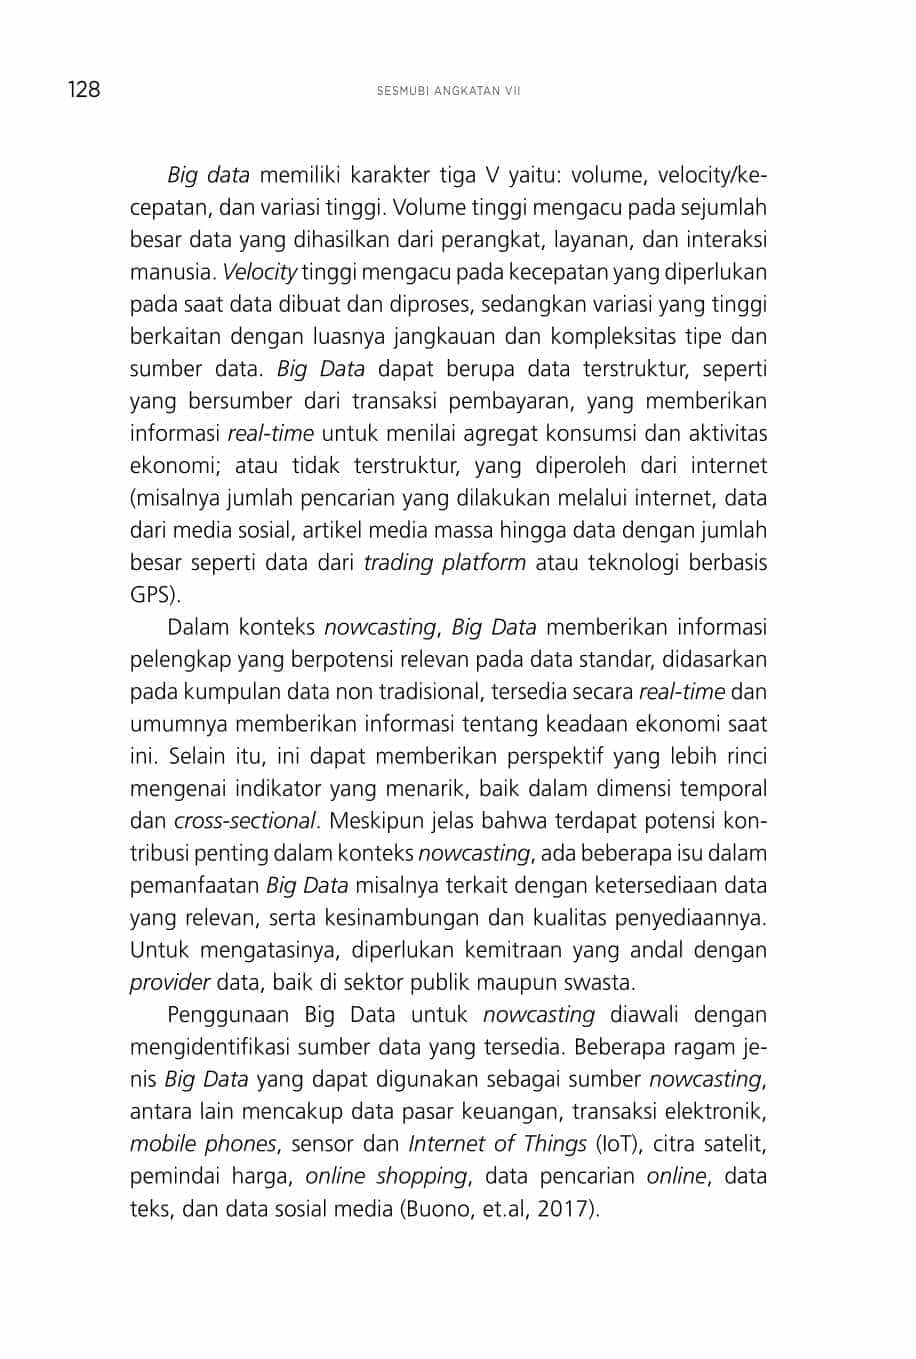 128
SESMUBI ANGKATAN VII
Big data memiliki karakter tiga V yaitu: volume, velocity/ke-
cepatan, dan variasi tinggi. Volume tinggi mengacu pada sejumlah
besar data yang dihasilkan dari perangkat, layanan, dan interaksi
manusia. Velocity tinggi mengacu pada kecepatan yang diperlukan
pada saat data dibuat dan diproses, sedangkan variasi yang tinggi
berkaitan dengan luasnya jangkauan dan kompleksitas tipe dan
sumber data. Big Data dapat berupa data terstruktur, seperti
yang bersumber dari transaksi pembayaran, yang memberikan
informasi real-time untuk menilai agregat konsumsi dan aktivitas
ekonomi; atau tidak terstruktur, yang diperoleh dari internet
(misalnya jumlah pencarian yang dilakukan melalui internet, data
dari media sosial, artikel media massa hingga data dengan jumlah
besar seperti data dari trading platform atau teknologi berbasis
GPS).
Dalam konteks nowcasting, Big Data memberikan informasi
pelengkap yang berpotensi relevan pada data standar, didasarkan
pada kumpulan data non tradisional, tersedia secara real-time dan
umumnya memberikan informasi tentang keadaan ekonomi saat
ini. Selain itu, ini dapat memberikan perspektif yang lebih rinci
mengenai indikator yang menarik, baik dalam dimensi temporal
dan cross-sectional. Meskipun jelas bahwa terdapat potensi kon-
tribusi penting dalam konteks nowcasting, ada beberapa isu dalam
pemanfaatan Big Data misalnya terkait dengan ketersediaan data
yang relevan, serta kesinambungan dan kualitas penyediaannya.
Untuk mengatasinya, diperlukan kemitraan yang andal dengan
provider data, baik di sektor publik maupun swasta.
Penggunaan Big Data untuk nowcasting diawali dengan
mengidentifikasi sumber data yang tersedia. Beberapa ragam je-
nis Big Data yang dapat digunakan sebagai sumber nowcasting,
antara lain mencakup data pasar keuangan, transaksi elektronik,
mobile phones, sensor dan Internet of Things (IoT), citra satelit,
pemindai harga, online shopping, data pencarian online, data
teks, dan data sosial media (Buono, et.al, 2017).